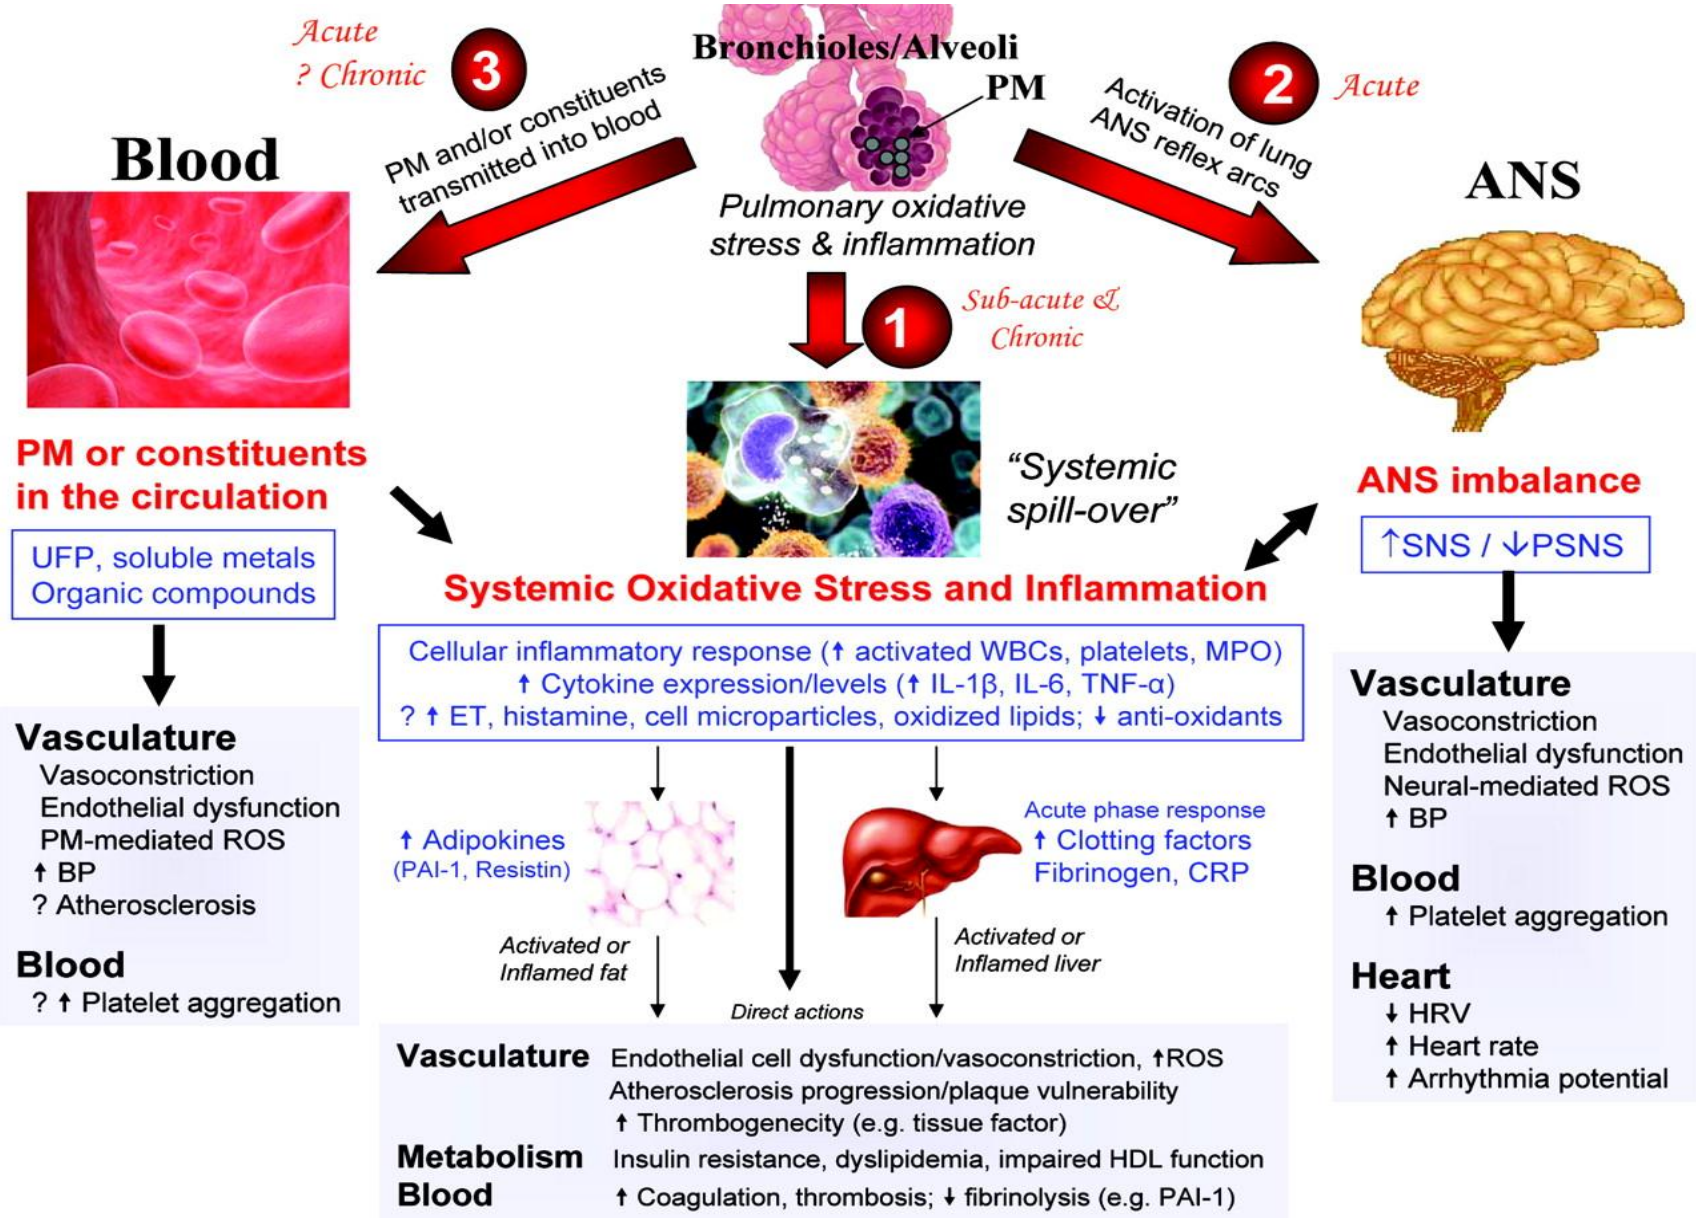 Acute
? Chronic
3
PM and/or constituents
transmitted into blood
Bronchioles/Alveoli
PM
Pulmonary oxidative
stress & inflammation
2
Acute
Activation of lung
ANS reflex arcs
Blood
ANS
1
Sub-acute &
Chronic
"Systemic
spill-over"
PM or constituents
in the circulation
UFP, soluble metals
Organic compounds
Vasculature
Vasoconstriction
Endothelial dysfunction
PM-mediated ROS
↑ BP
? Atherosclerosis
Blood
? ↑ Platelet aggregation
Systemic Oxidative Stress and Inflammation
Cellular inflammatory response (↑ activated WBCs, platelets, MPO)
↑ Cytokine expression/levels (↑ IL-1β, IL-6, TNF-α)
? ↑ ET, histamine, cell microparticles, oxidized lipids; ↓ anti-oxidants
↑ Adipokines
(PAI-1, Resistin)
Activated or
Inflamed fat
Direct actions
Acute phase response
↑ Clotting factors
Fibrinogen, CRP
Activated or
Inflamed liver
Vasculature Endothelial cell dysfunction/vasoconstriction, ↑ROS
Atherosclerosis progression/plaque vulnerability
↑ Thrombogenecity (e.g. tissue factor)
Metabolism Insulin resistance, dyslipidemia, impaired HDL function
Blood ↑ Coagulation, thrombosis; ↓ fibrinolysis (e.g. PAI-1)
ANS imbalance
↑SNS / ↓PSNS
Vasculature
Vasoconstriction
Endothelial dysfunction
Neural-mediated ROS
↑ BP
Blood
↑ Platelet aggregation
Heart
↓ HRV
↑ Heart rate
↑ Arrhythmia potential